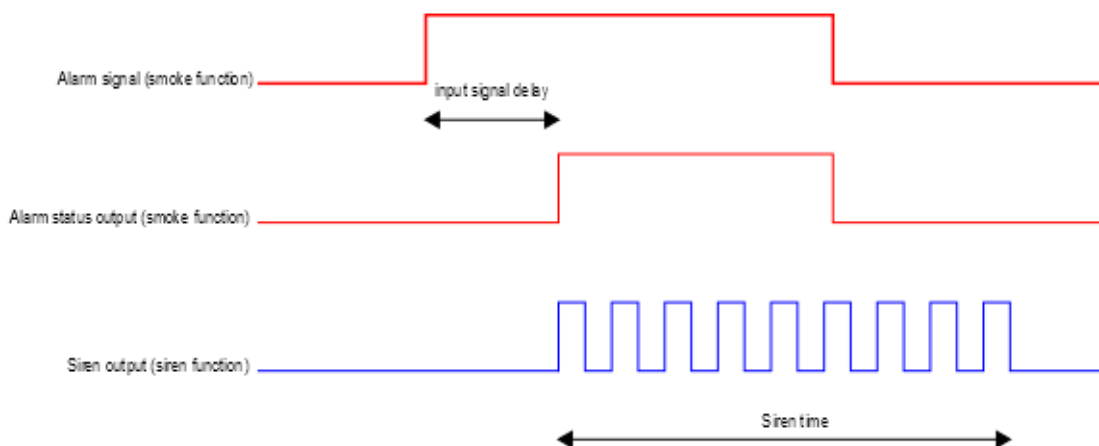 Alarm signal (smoke function)
input signal delay
Alarm status output (smoke function)
Siren output (siren function)
Siren time